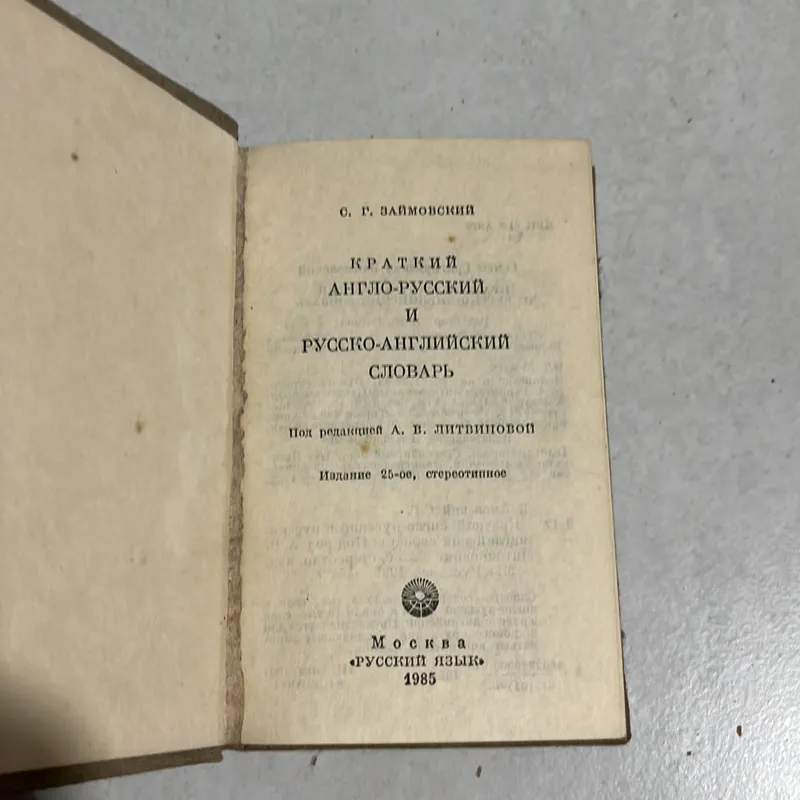 С. Г. ЗАЙМОВСКИЙ
КРАТКИЙ
АНГЛО-РУССКИЙ
И
РУССКО-АНГЛИЙСКИЙ
СЛОВАРЬ
Под редакцией А. В. ЛИТВИНОВОЙ
Издание 25-ое, стереотипное
Москва
«РУССКИЙ ЯЗЫК»
1985